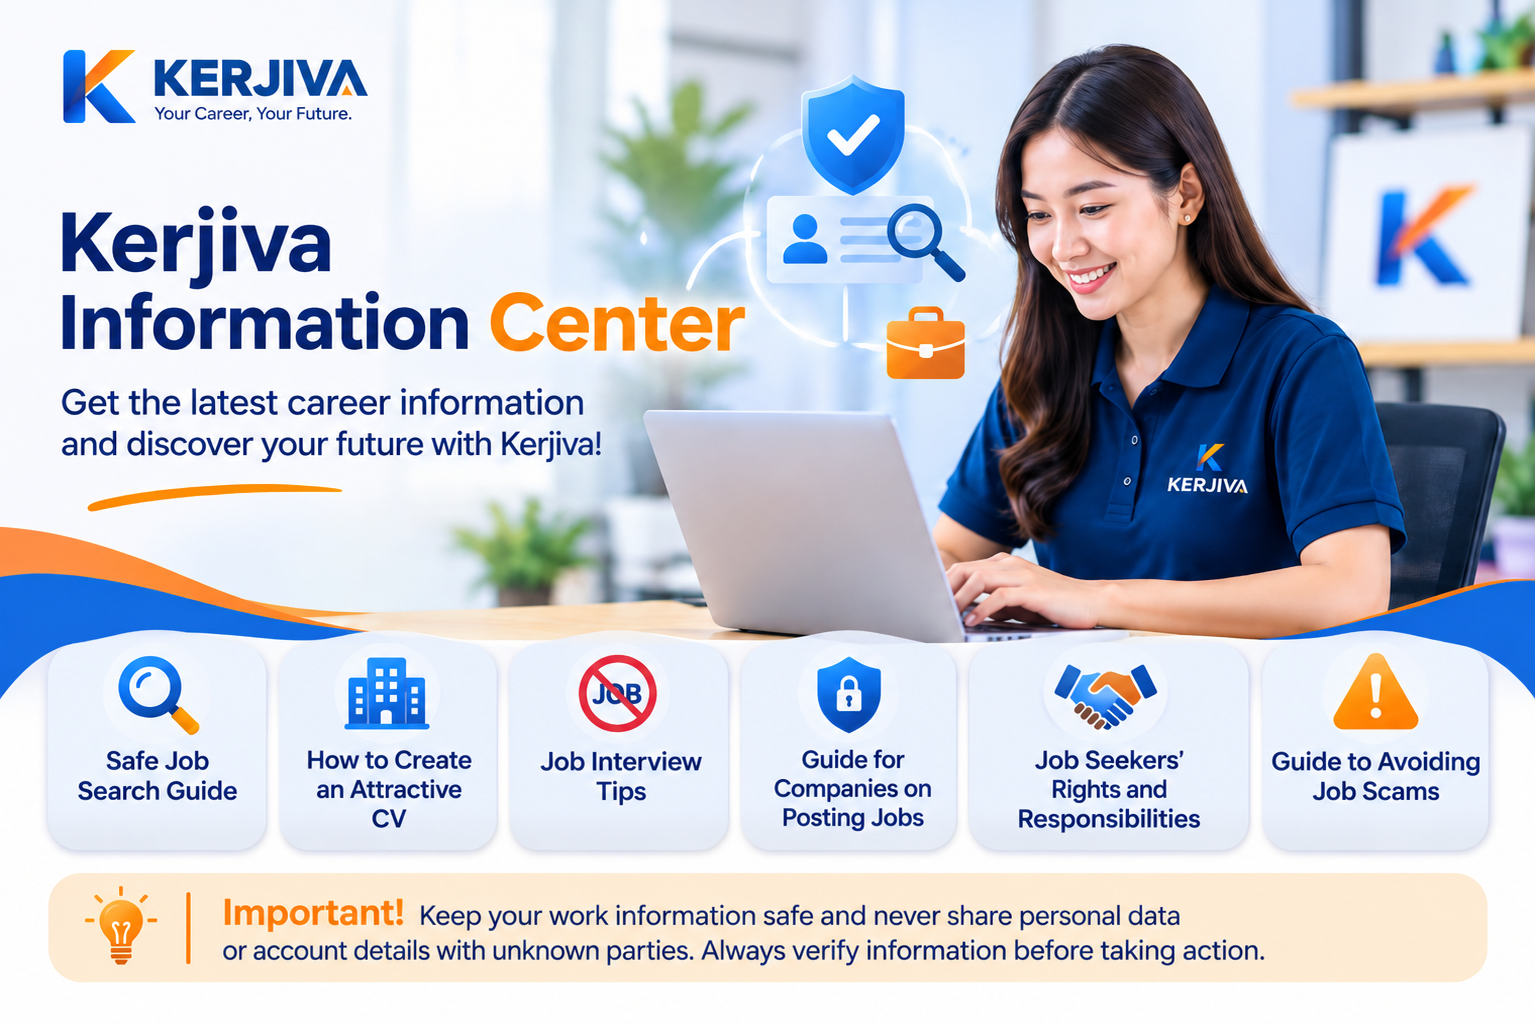 KERJIVA
Your Career, Your Future.
Kerjiva
Information Center
Get the latest career information
and discover your future with Kerjiva!
KERJIVA
Safe Job
Search Guide
How to Create
an Attractive
CV
JOB
Job Interview
Tips
Guide for
Companies on
Posting Jobs
Job Seekers’
Rights and
Responsibilities
Guide to Avoiding
Job Scams
Important! Keep your work information safe and never share personal data
or account details with unknown parties. Always verify information before taking action.